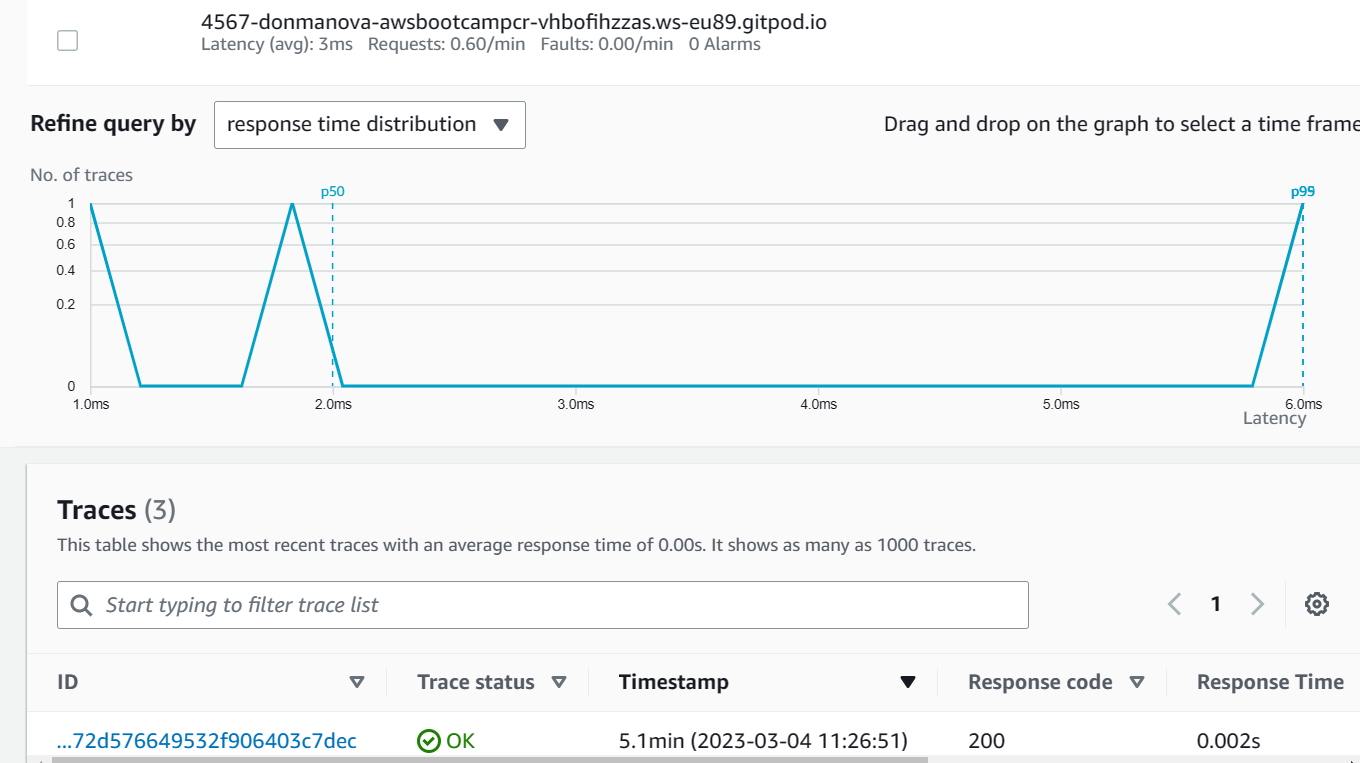 4567-donmanova-awsbootcampcr-vhbofihzzas.ws-eu89.gitpod.io
Latency (avg): 3ms Requests: 0.60/min Faults: 0.00/min 0 Alarms
Refine query by response time distribution Drag and drop on the graph to select a time frame
No. of traces
p50 p99
1
0.8
0.6
0.4
0.2
0
1.0ms 2.0ms 3.0ms 4.0ms 5.0ms 6.0ms
Latency
Traces (3)
This table shows the most recent traces with an average response time of 0.00s. It shows as many as 1000 traces.
Start typing to filter trace list 1
ID Trace status Timestamp Response code Response Time
...72d576649532f906403c7dec OK 5.1min (2023-03-04 11:26:51) 200 0.002s